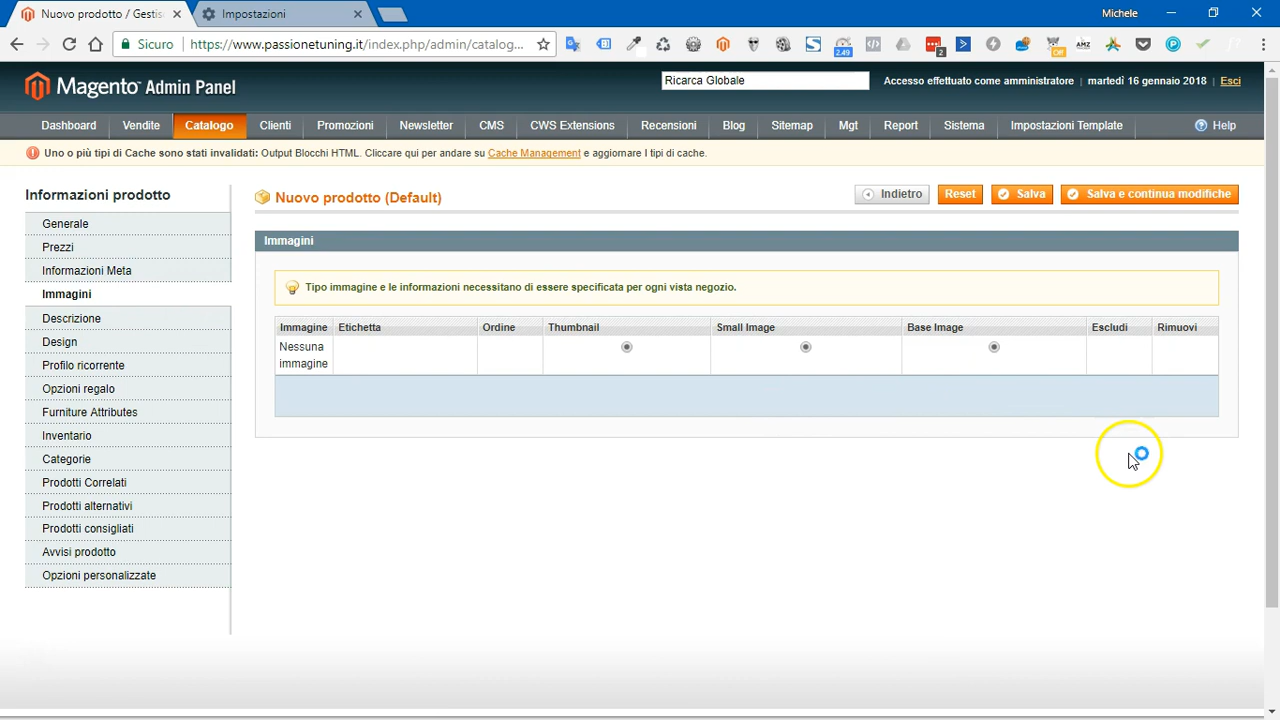 Nuovo prodotto / Gestis
Impostazioni
Michele
Sicuro
https://www.passionetuning.it/index.php/admin/catalog...
2.49
2
AMZ
Off
Magento™ Admin Panel
Ricarca Globale
Accesso effettuato come amministratore | martedì 16 gennaio 2018 | Esci
Dashboard Vendite Catalogo Clienti Promozioni Newsletter CMS CWS Extensions Recensioni Blog Sitemap Mgt Report Sistema Impostazioni Template Help
Uno o più tipi di Cache sono stati invalidati: Output Blocchi HTML. Cliccare qui per andare su Cache Management e aggiornare i tipi di cache.
Informazioni prodotto
Generale
Prezzi
Informazioni Meta
Immagini
Descrizione
Design
Profilo ricorrente
Opzioni regalo
Furniture Attributes
Inventario
Categorie
Prodotti Correlati
Prodotti alternativi
Prodotti consigliati
Avvisi prodotto
Opzioni personalizzate
Nuovo prodotto (Default)
Indietro Reset Salva Salva e continua modifiche
Immagini
Tipo immagine e le informazioni necessitano di essere specificata per ogni vista negozio.
Immagine Etichetta Ordine Thumbnail Small Image Base Image Escludi Rimuovi
Nessuna
immagine